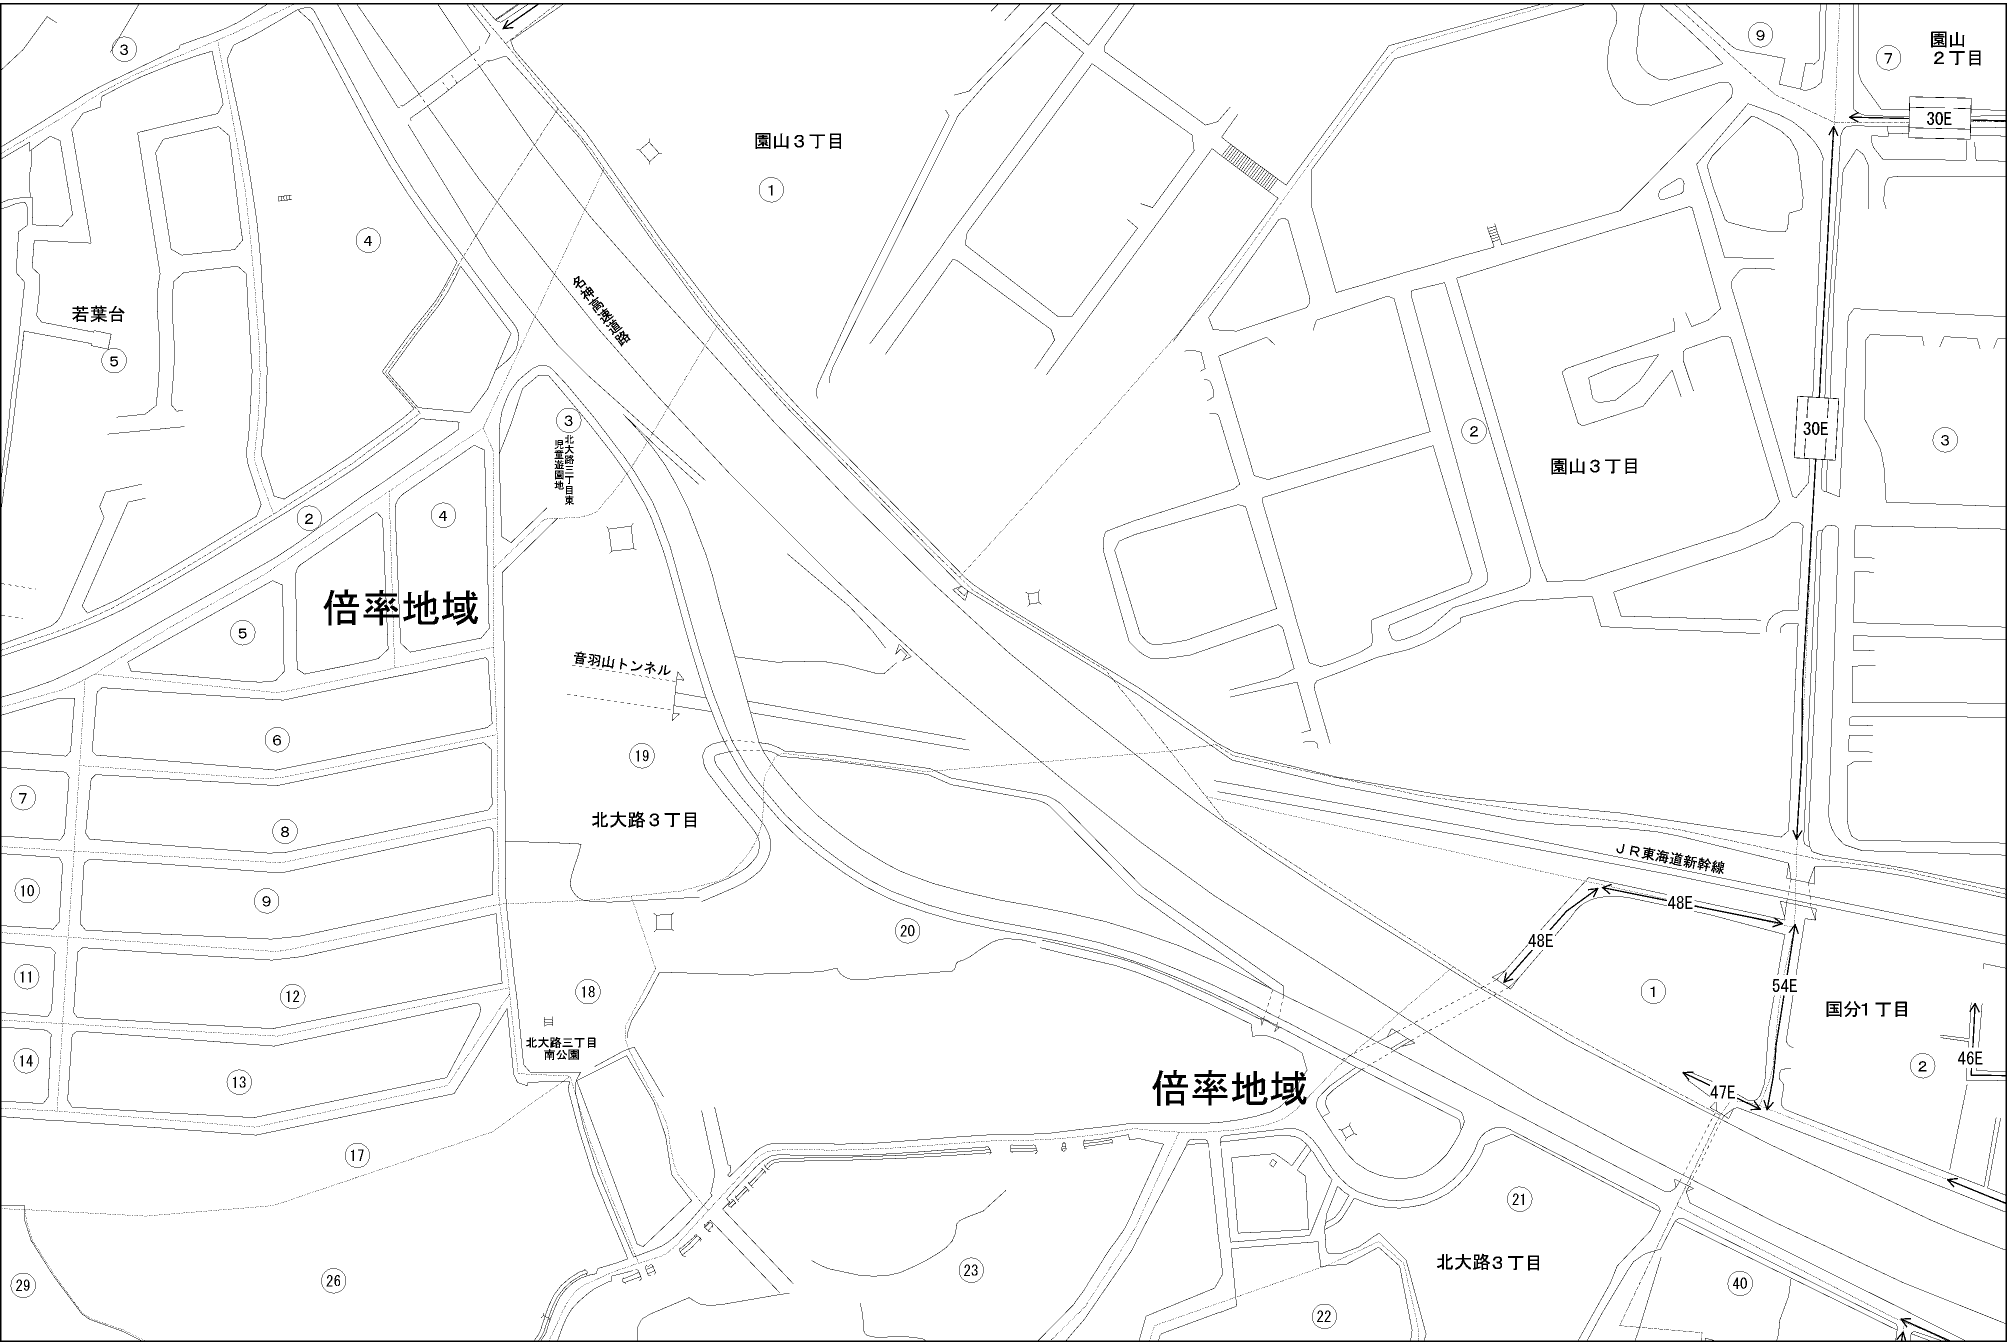 ③
⑨
園山
２丁目
⑦
30E
園山３丁目
①
④
名神高速道路
若葉台
⑤
③
北大路三丁目東
児童遊園地
②
30E
③
園山３丁目
②
④
倍率地域
⑤
音羽山トンネル
⑥
⑲
⑦
⑧
北大路３丁目
ＪＲ東海道新幹線
⑩
⑨
48E
48E
⑳
⑪
⑫
⑱
①
54E
国分1丁目
北大路三丁目
南公園
⑭
⑬
倍率地域
47E
46E
②
⑰
㉑
北大路3丁目
㉙
㉖
㉓
㉒
㊵